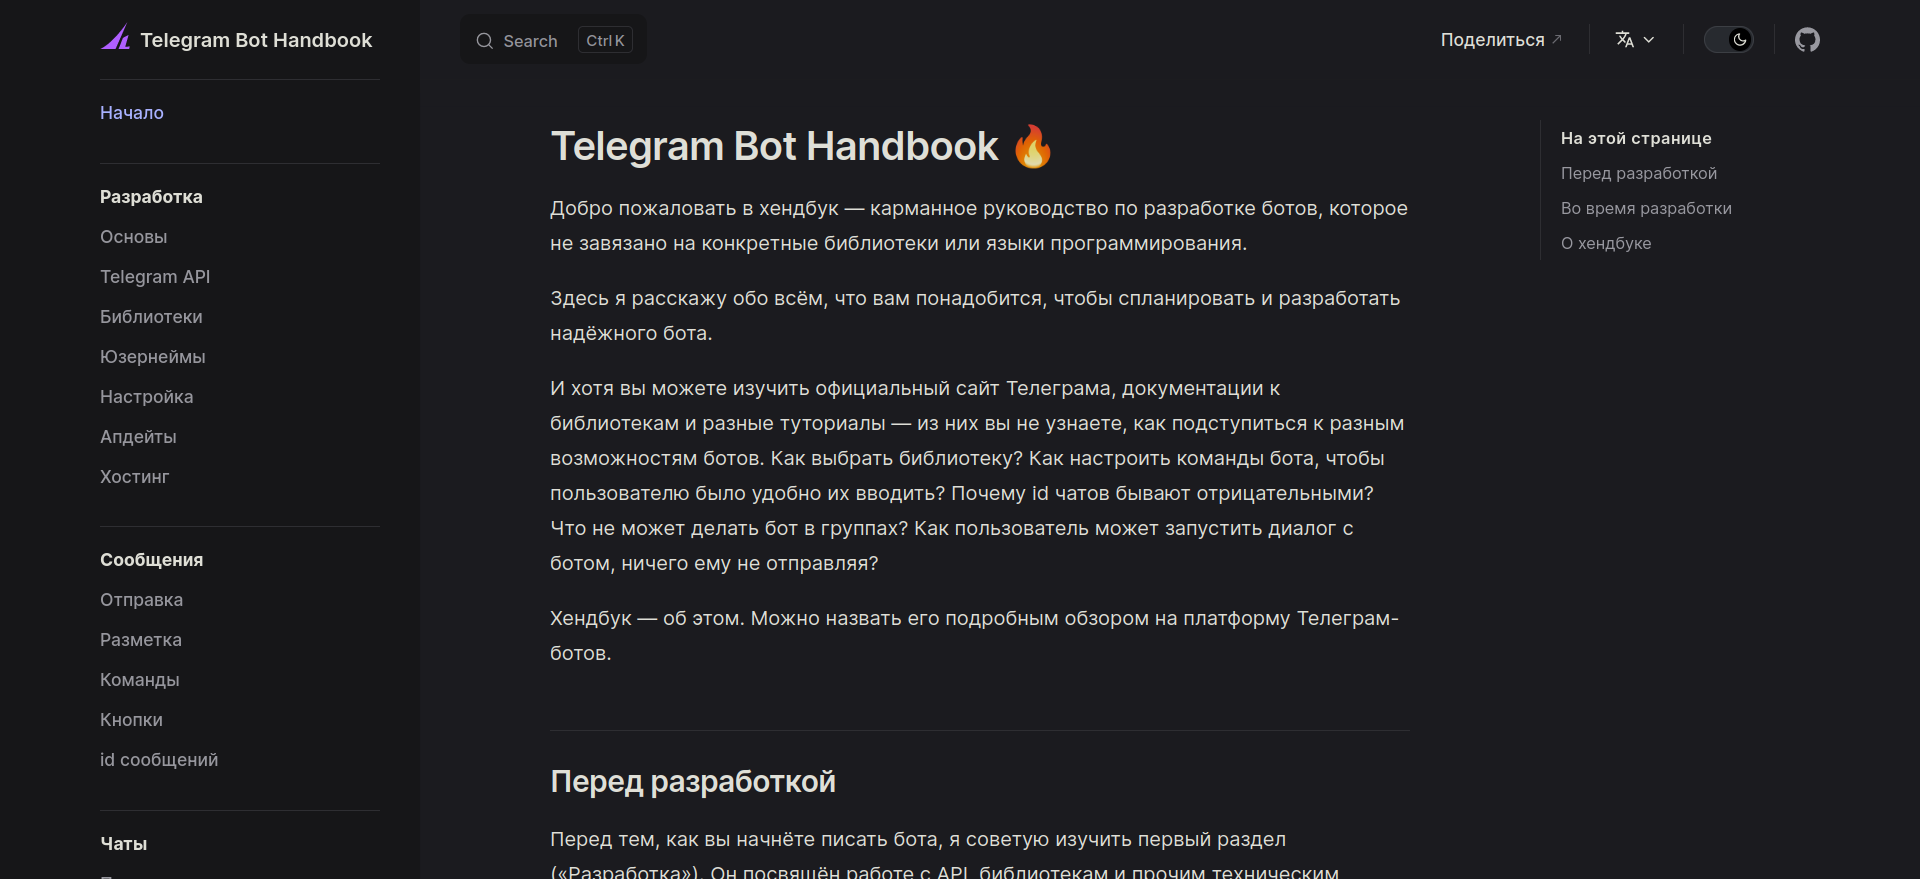 Telegram Bot Handbook
Search
Ctrl K
Поделиться
Начало
Разработка
Основы
Telegram API
Библиотеки
Юзернеймы
Настройка
Апдейты
Хостинг
Сообщения
Отправка
Разметка
Команды
Кнопки
id сообщений
Чаты
Telegram Bot Handbook 🔥
Добро пожаловать в хендбук — карманное руководство по разработке ботов, которое
не завязано на конкретные библиотеки или языки программирования.
Здесь я расскажу обо всём, что вам понадобится, чтобы спланировать и разработать
надёжного бота.
И хотя вы можете изучить официальный сайт Телеграма, документации к
библиотекам и разные туториалы — из них вы не узнаете, как подступиться к разным
возможностям ботов. Как выбрать библиотеку? Как настроить команды бота, чтобы
пользователю было удобно их вводить? Почему id чатов бывают отрицательными?
Что не может делать бот в группах? Как пользователь может запустить диалог с
ботом, ничего ему не отправляя?
Хендбук — об этом. Можно назвать его подробным обзором на платформу Телеграм-
ботов.
Перед разработкой
Перед тем, как вы начнёте писать бота, я советую изучить первый раздел
(«Разработка»). Он посвящён работе с API, библиотекам и прочим техническим
На этой странице
Перед разработкой
Во время разработки
О хендбуке